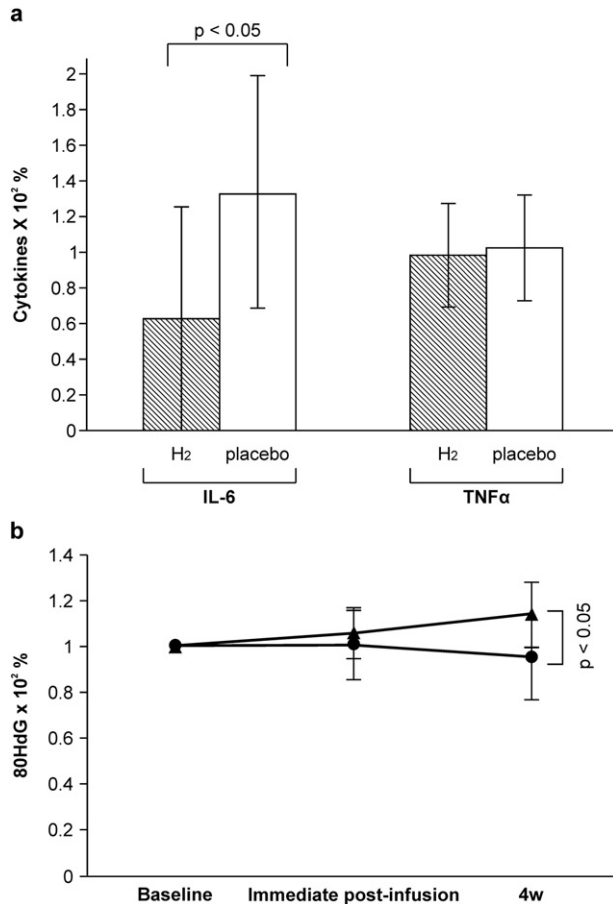 a
p < 0.05
Cytokines X 10² %
2
1.8
1.6
1.4
1.2
1
0.8
0.6
0.4
0.2
0
H₂ placebo H₂ placebo
IL-6 TNFα
b
80HdG x 10² %
1.4
1.2
1
0.8
0.6
0.4
0.2
0
p < 0.05
Baseline Immediate post-infusion 4w